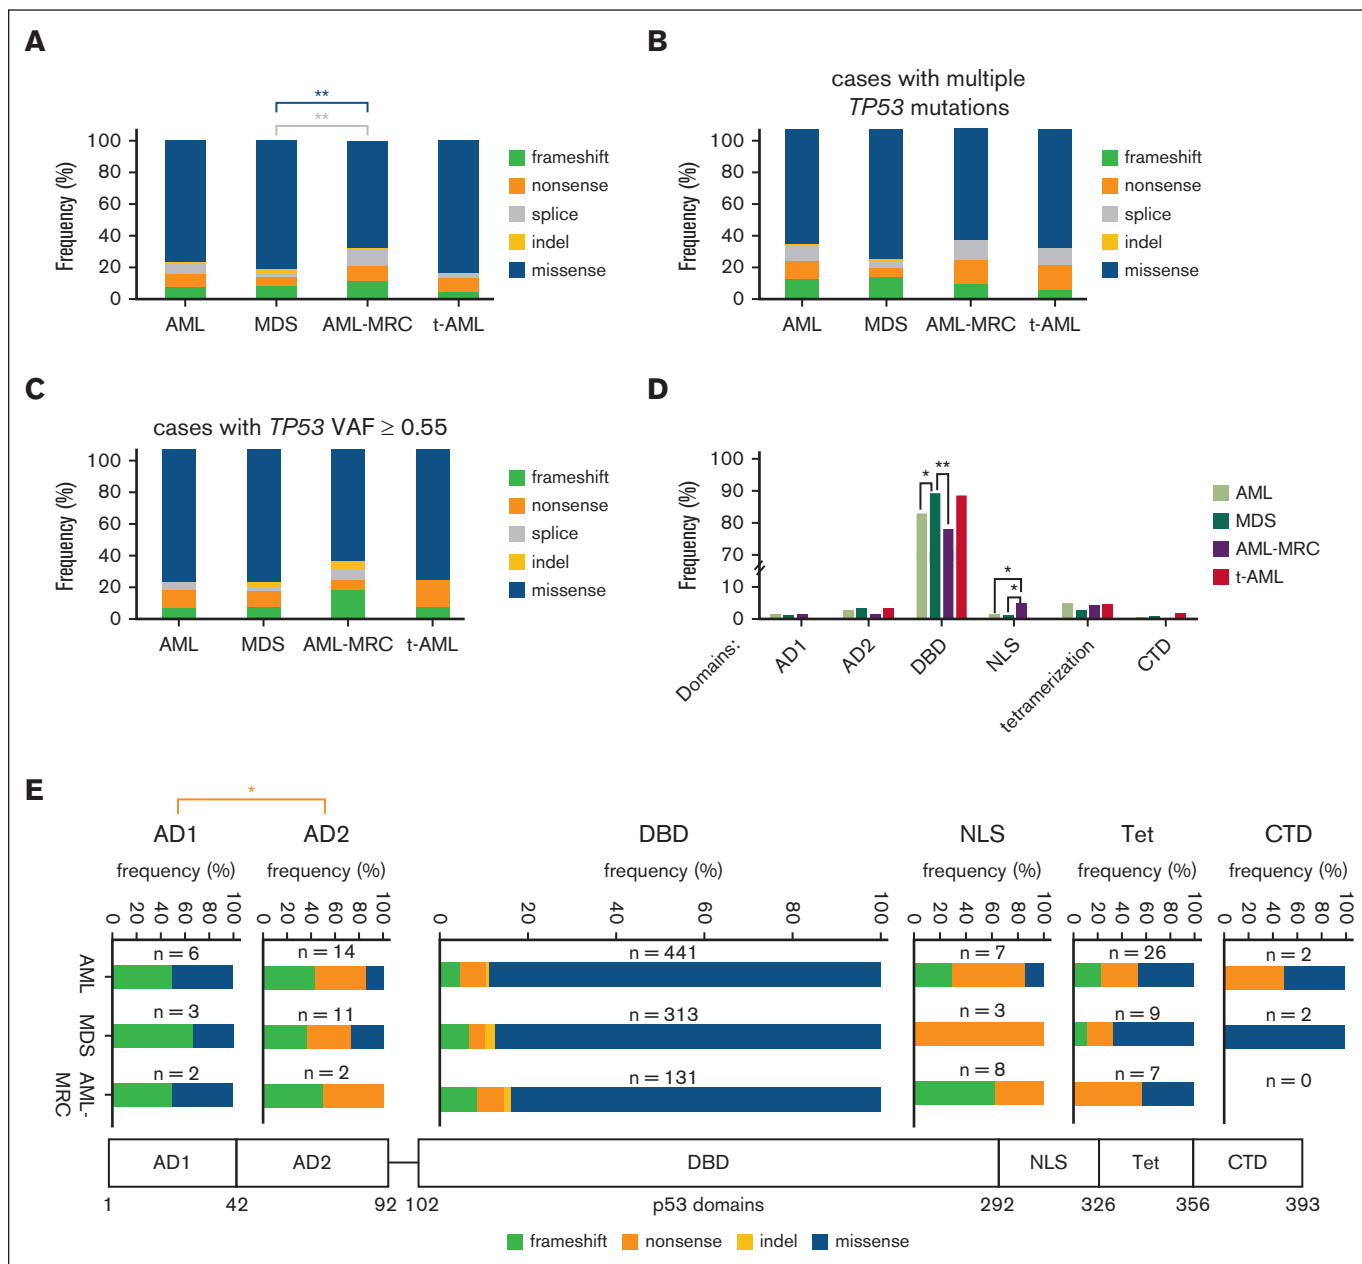 A
**
**
Frequency (%)
100
80
60
40
20
0
AML
MDS
AML-MRC
t-AML
frameshift
nonsense
splice
indel
missense
B
cases with multiple
TP53 mutations
Frequency (%)
100
80
60
40
20
0
AML
MDS
AML-MRC
t-AML
frameshift
nonsense
splice
indel
missense
C
cases with TP53 VAF ≥ 0.55
Frequency (%)
100
80
60
40
20
0
AML
MDS
AML-MRC
t-AML
frameshift
nonsense
splice
indel
missense
D
Frequency (%)
100
90
80
70
10
0
*
**
*
*
Domains:
AD1
AD2
DBD
NLS
tetramerization
CTD
AML
MDS
AML-MRC
t-AML
E
*
AD1
AD2
DBD
NLS
Tet
CTD
frequency (%)
frequency (%)
frequency (%)
frequency (%)
frequency (%)
frequency (%)
0 20 40 60 80 100
0 20 40 60 80 100
0 20 40 60 80 100
0 20 40 60 80 100
0 20 40 60 80 100
0 20 40 60 80 100
AML
n = 6
n = 14
n = 441
n = 7
n = 26
n = 2
MDS
n = 3
n = 11
n = 313
n = 3
n = 9
n = 2
AML-
MRC
n = 2
n = 2
n = 131
n = 8
n = 7
n = 0
AD1
AD2
DBD
NLS
Tet
CTD
1
42
92
102
p53 domains
292
326
356
393
frameshift
nonsense
indel
missense